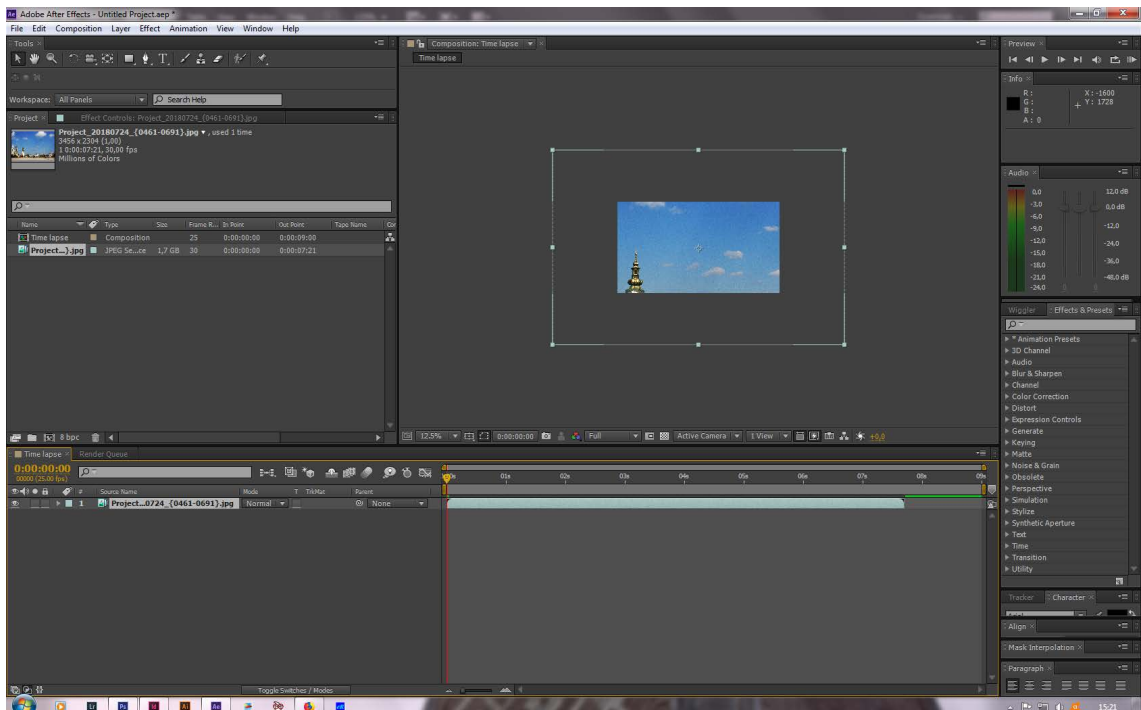 Adobe After Effects - Untitled Project.aep *
File Edit Composition Layer Effect Animation View Window Help
Tools
Workspace: All Panels Search Help
Project Effect Controls: Project_20180724_{0461-0691}.jpg
Project_20180724_{0461-0691}.jpg , used 1 time
3456 x 2304 (1,00)
Δ 0:00:07:21, 30,00 fps
Millions of Colors
Name Type Size Frame R... In Point Out Point Tape Name
Time lapse Composition 25 0:00:00:00 0:00:09:00
Project...}.jpg JPEG Se...ce 1,7 GB 30 0:00:00:00 0:00:07:21
8 bpc
Composition: Time lapse
Time lapse
12.5% 0:00:00:00 Full Active Camera 1 View +0,0
Preview
Info
R: X: -1600
G: + Y: 1728
B:
A: 0
Audio
0,0 12,0 dB
-3,0 0,0 dB
-6,0
-9,0 -12,0
-12,0 -24,0
-15,0
-18,0 -36,0
-21,0 -48,0 dB
-24,0 0 0
Wiggler Effects & Presets
* Animation Presets
3D Channel
Audio
Blur & Sharpen
Channel
Color Correction
Distort
Expression Controls
Generate
Keying
Matte
Noise & Grain
Obsolete
Perspective
Simulation
Stylize
Synthetic Aperture
Text
Time
Transition
Utility
Tracker Character
Align
Mask Interpolation
Paragraph
Time lapse Render Queue
0:00:00:00
00000 (25.00 fps)
01s 02s 03s 04s 05s 06s 07s 08s 09s
# Source Name Mode T TrkMat Parent
1 Project...0724_{0461-0691}.jpg Normal None
Toggle Switches / Modes
Lr Ps Id Ai Ae
15:21